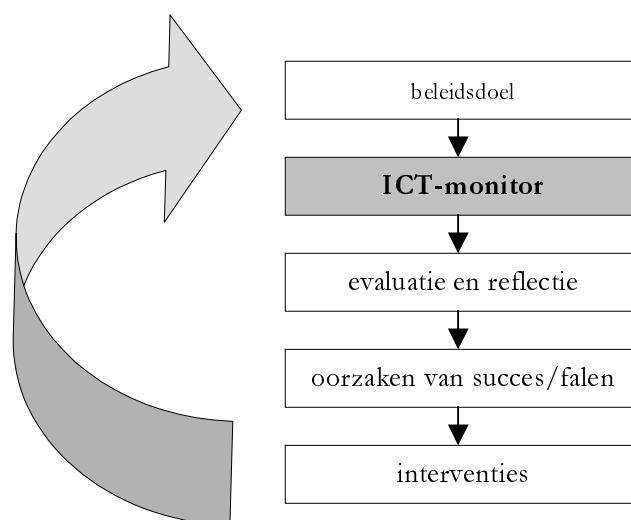 beleidsdoel
ICT-monitor
evaluatie en reflectie
oorzaken van succes/falen
interventies